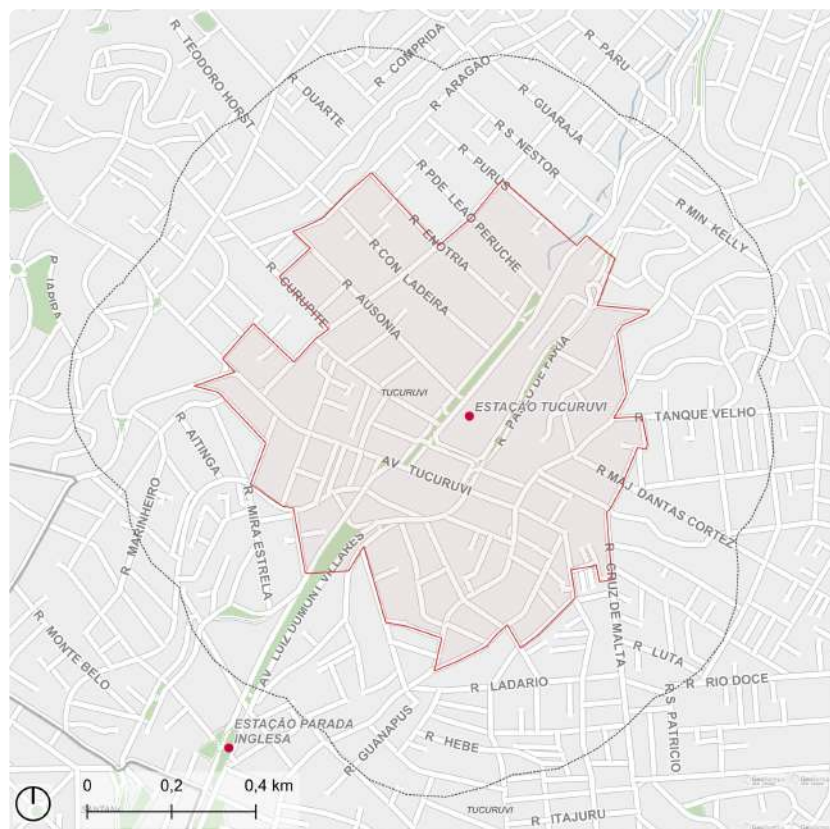 R COMPRIDA
R PARU
R TEODORO HORST
R DUARTE
R ARAGAO
R GUARAJA
R S. NESTOR
R PURUS
R PDE LEAO PERUCHE
R MIN. KELLY
R ENOTRIA
R CON LADEIRA
R GURUPITE
R AUSONIA
R JAPIRA
TUCURUVI
ESTAÇÃO TUCURUVI
R PAULO DE FARIA
R TANQUE VELHO
R AITINGA
AV TUCURUVI
R MAJ. DANTAS CORTEZ
R MARINHEIRO
R MIRA ESTRELA
AV LUIZ DUMONT VILLARES
R CRUZ DE MALTA
R MONTE BELO
R LUTA
R LADARIO
R RIO DOCE
R S. PATRICIO
ESTAÇÃO PARADA
INGLESA
R GUANAPUS
R HEBE
0 0,2 0,4 km
TUCURUVI
R ITAJURU